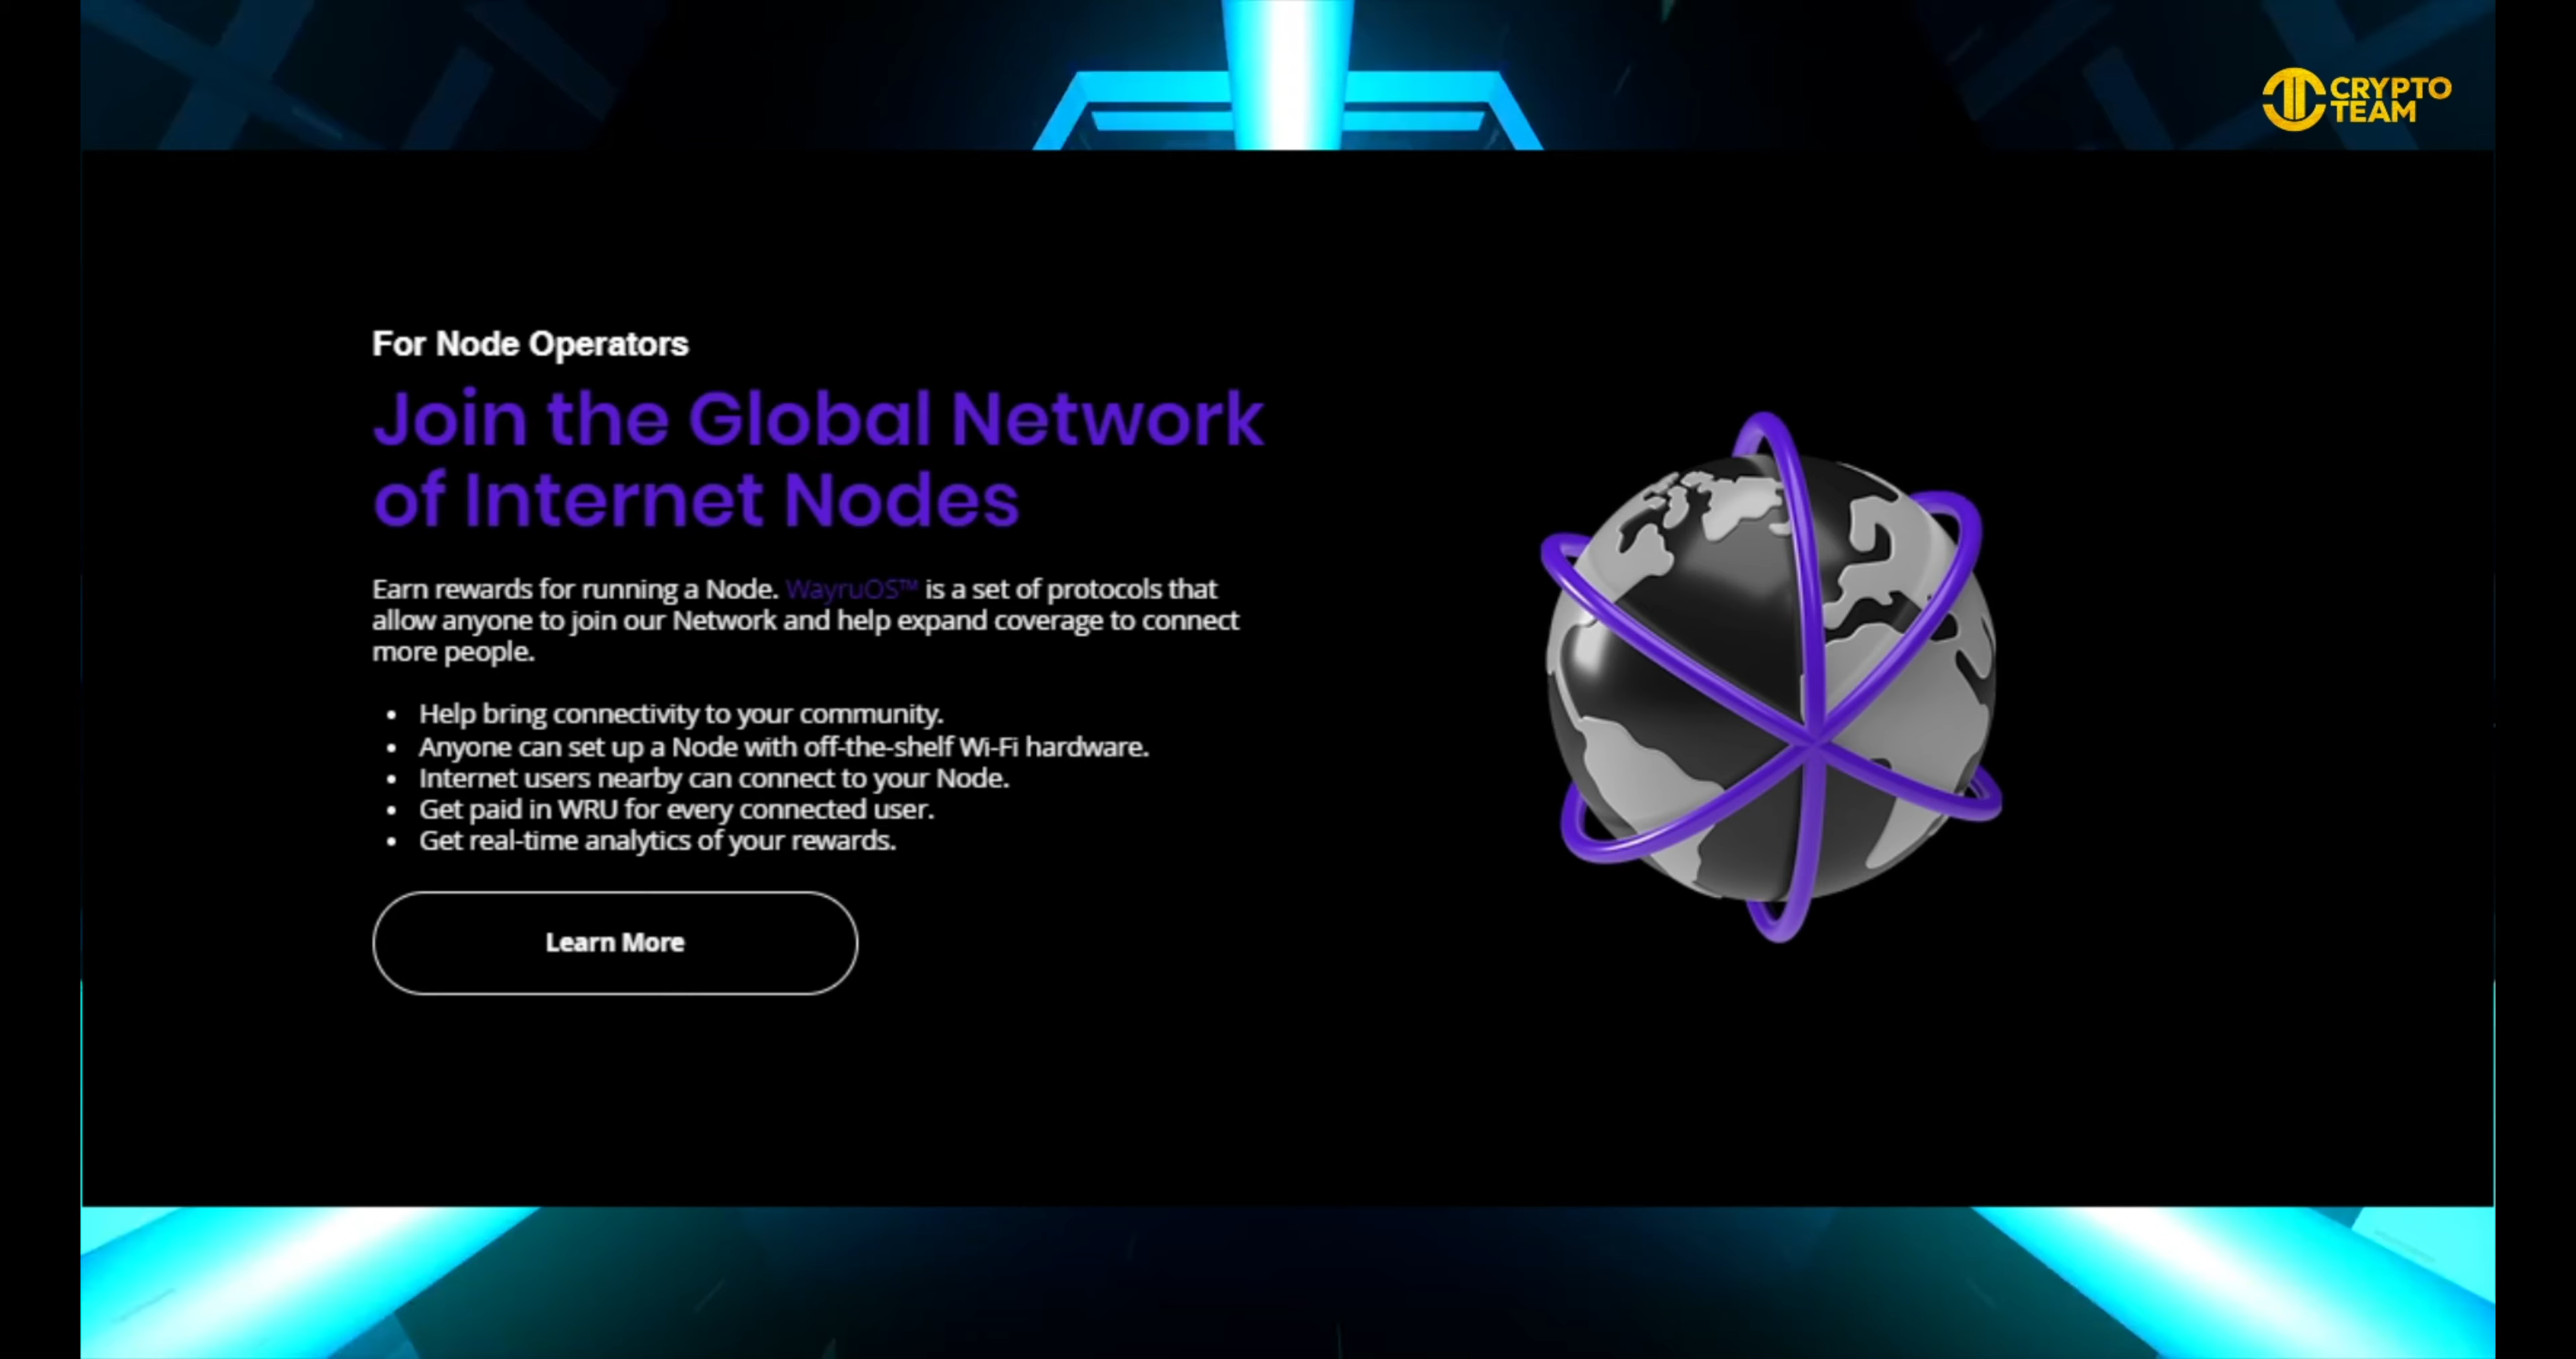 CRYPTO
TEAM
For Node Operators
Join the Global Network
of Internet Nodes
Earn rewards for running a Node. WayruOS™ is a set of protocols that
allow anyone to join our Network and help expand coverage to connect
more people.
• Help bring connectivity to your community.
• Anyone can set up a Node with off-the-shelf Wi-Fi hardware.
• Internet users nearby can connect to your Node.
• Get paid in WRU for every connected user.
• Get real-time analytics of your rewards.
Learn More